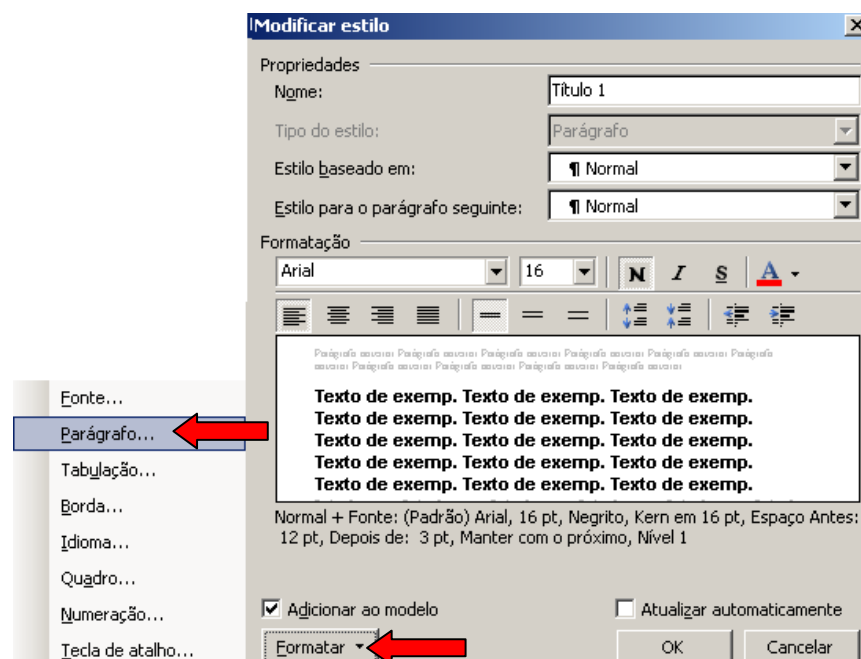 Modificar estilo
Propriedades
Nome: Título 1
Tipo do estilo: Parágrafo
Estilo baseado em: ¶ Normal
Estilo para o parágrafo seguinte: ¶ Normal
Formatação
Arial 16 N I S A
Texto de exemp. Texto de exemp. Texto de exemp.
Texto de exemp. Texto de exemp. Texto de exemp.
Texto de exemp. Texto de exemp. Texto de exemp.
Texto de exemp. Texto de exemp. Texto de exemp.
Texto de exemp. Texto de exemp. Texto de exemp.
Normal + Fonte: (Padrão) Arial, 16 pt, Negrito, Kern em 16 pt, Espaço Antes:
12 pt, Depois de: 3 pt, Manter com o próximo, Nível 1
Adicionar ao modelo Atualizar automaticamente
Formatar OK Cancelar
Fonte...
Parágrafo...
Tabulação...
Borda...
Idioma...
Quadro...
Numeração...
Tecla de atalho...